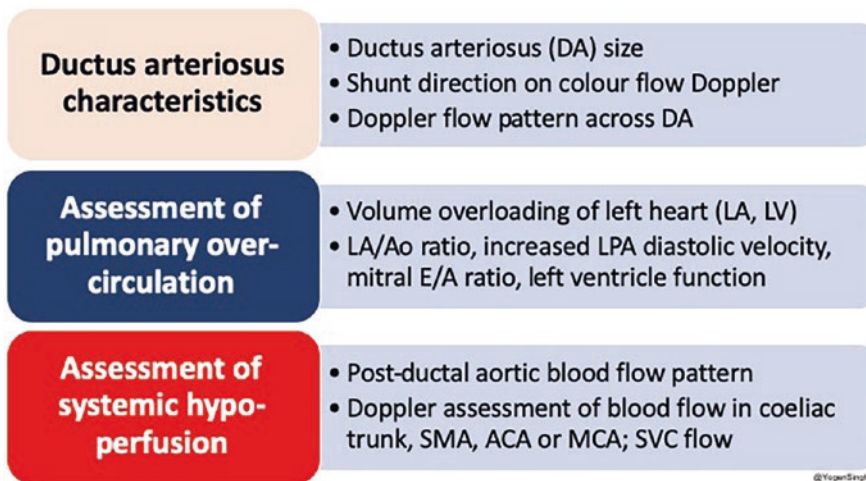 Ductus arteriosus
characteristics
• Ductus arteriosus (DA) size
• Shunt direction on colour flow Doppler
• Doppler flow pattern across DA
Assessment of
pulmonary over-
circulation
• Volume overloading of left heart (LA, LV)
• LA/Ao ratio, increased LPA diastolic velocity,
mitral E/A ratio, left ventricle function
Assessment of
systemic hypo-
perfusion
• Post-ductal aortic blood flow pattern
• Doppler assessment of blood flow in coeliac
trunk, SMA, ACA or MCA; SVC flow